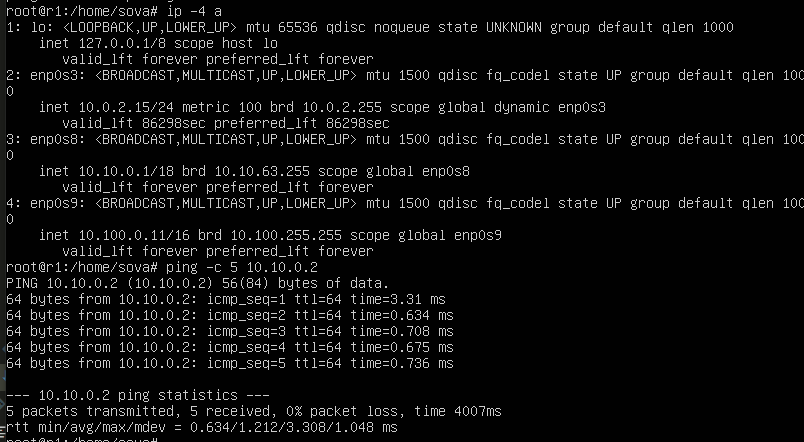 root@r1:/home/sova# ip -4 a
1: lo: <LOOPBACK,UP,LOWER_UP> mtu 65536 qdisc noqueue state UNKNOWN group default qlen 1000
    inet 127.0.0.1/8 scope host lo
       valid_lft forever preferred_lft forever
2: enp0s3: <BROADCAST,MULTICAST,UP,LOWER_UP> mtu 1500 qdisc fq_codel state UP group default qlen 100
0
    inet 10.0.2.15/24 metric 100 brd 10.0.2.255 scope global dynamic enp0s3
       valid_lft 86298sec preferred_lft 86298sec
3: enp0s8: <BROADCAST,MULTICAST,UP,LOWER_UP> mtu 1500 qdisc fq_codel state UP group default qlen 100
0
    inet 10.10.0.1/18 brd 10.10.63.255 scope global enp0s8
       valid_lft forever preferred_lft forever
4: enp0s9: <BROADCAST,MULTICAST,UP,LOWER_UP> mtu 1500 qdisc fq_codel state UP group default qlen 100
0
    inet 10.100.0.11/16 brd 10.100.255.255 scope global enp0s9
       valid_lft forever preferred_lft forever
root@r1:/home/sova# ping -c 5 10.10.0.2
PING 10.10.0.2 (10.10.0.2) 56(84) bytes of data.
64 bytes from 10.10.0.2: icmp_seq=1 ttl=64 time=3.31 ms
64 bytes from 10.10.0.2: icmp_seq=2 ttl=64 time=0.634 ms
64 bytes from 10.10.0.2: icmp_seq=3 ttl=64 time=0.708 ms
64 bytes from 10.10.0.2: icmp_seq=4 ttl=64 time=0.675 ms
64 bytes from 10.10.0.2: icmp_seq=5 ttl=64 time=0.736 ms

--- 10.10.0.2 ping statistics ---
5 packets transmitted, 5 received, 0% packet loss, time 4007ms
rtt min/avg/max/mdev = 0.634/1.212/3.308/1.048 ms
root@r1:/home/sova#